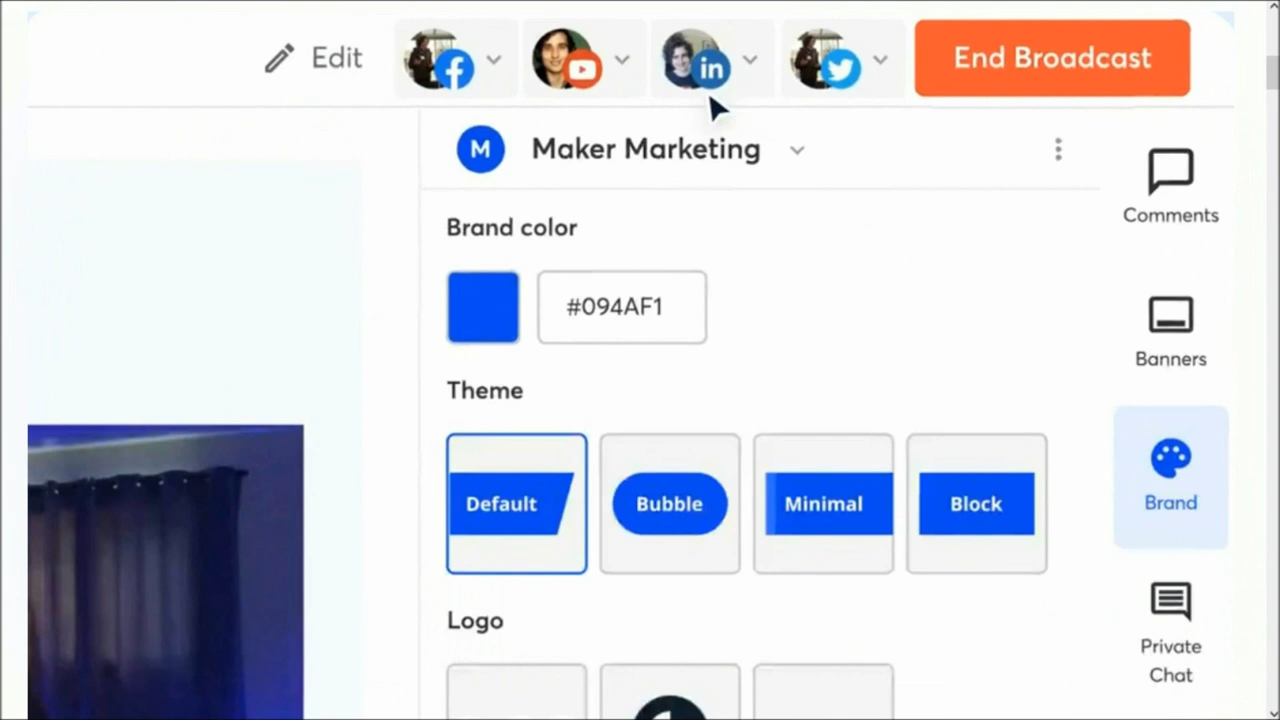 Edit
End Broadcast
M
Maker Marketing
Comments
Brand color
#094AF1
Banners
Theme
Default
Bubble
Minimal
Block
Brand
Logo
Private
Chat